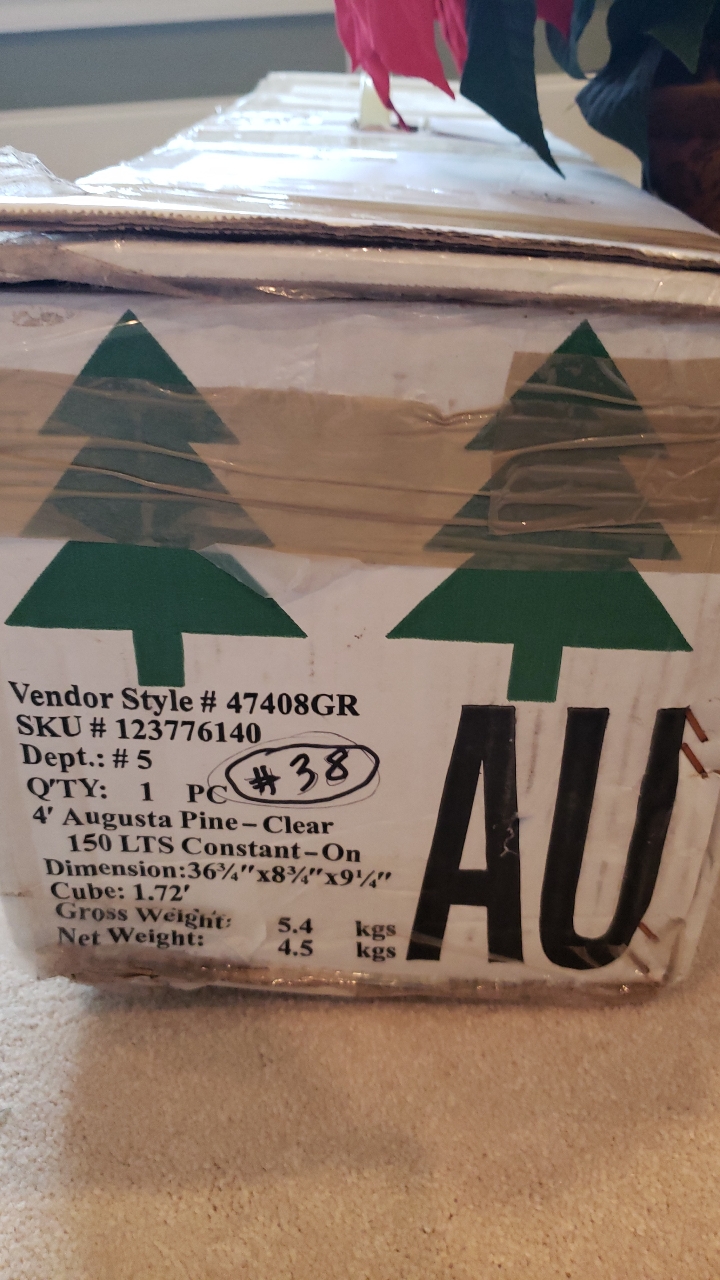 Vendor Style # 47408GR
SKU # 123776140
Dept.: # 5
Q'TY: 1 PC
#38
4' Augusta Pine-Clear
150 LTS Constant-On
Dimension:36¾"x8¾"x9¼"
Cube: 1.72'
Gross Weight: 5.4 kgs
Net Weight: 4.5 kgs
AU